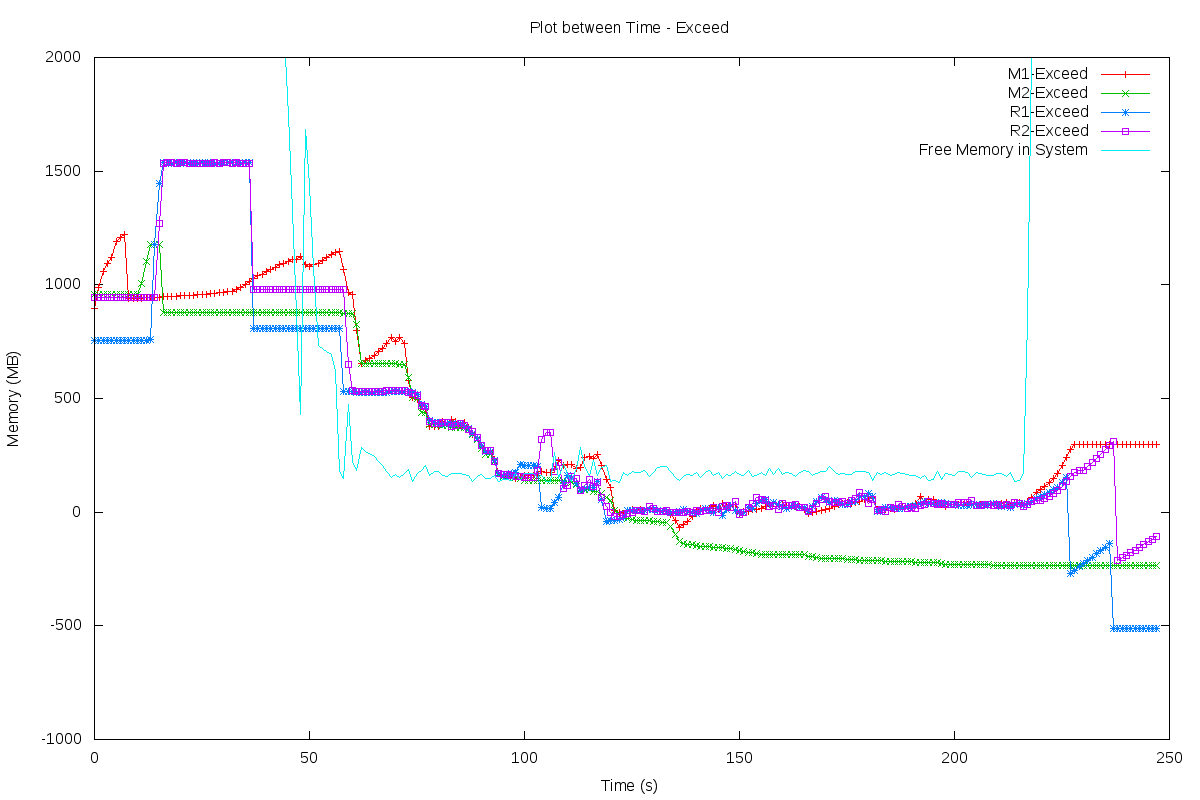 Plot between Time - Exceed
M1-Exceed
M2-Exceed
R1-Exceed
R2-Exceed
Free Memory in System
Memory (MB)
2000
1500
1000
500
0
-500
-1000
0 50 100 150 200 250
Time (s)